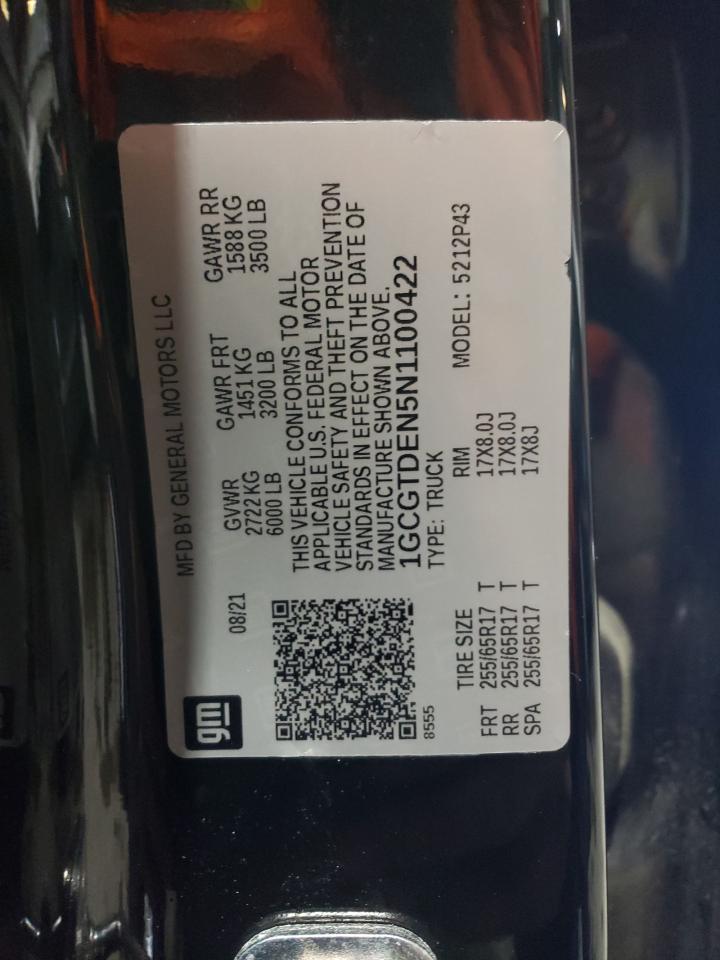 gm
MFD BY GENERAL MOTORS LLC
08/21
GVWR GAWR FRT GAWR RR
2722KG 1451 KG 1588 KG
6000 LB 3200 LB 3500 LB
THIS VEHICLE CONFORMS TO ALL
APPLICABLE U.S. FEDERAL MOTOR
VEHICLE SAFETY AND THEFT PREVENTION
STANDARDS IN EFFECT ON THE DATE OF
MANUFACTURE SHOWN ABOVE.
1GCGTDEN5N1100422
8555
TYPE: TRUCK MODEL: 5212P43
TIRE SIZE RIM
FRT 255/65R17 T 17X8.0J
RR 255/65R17 T 17X8.0J
SPA 255/65R17 T 17X8J